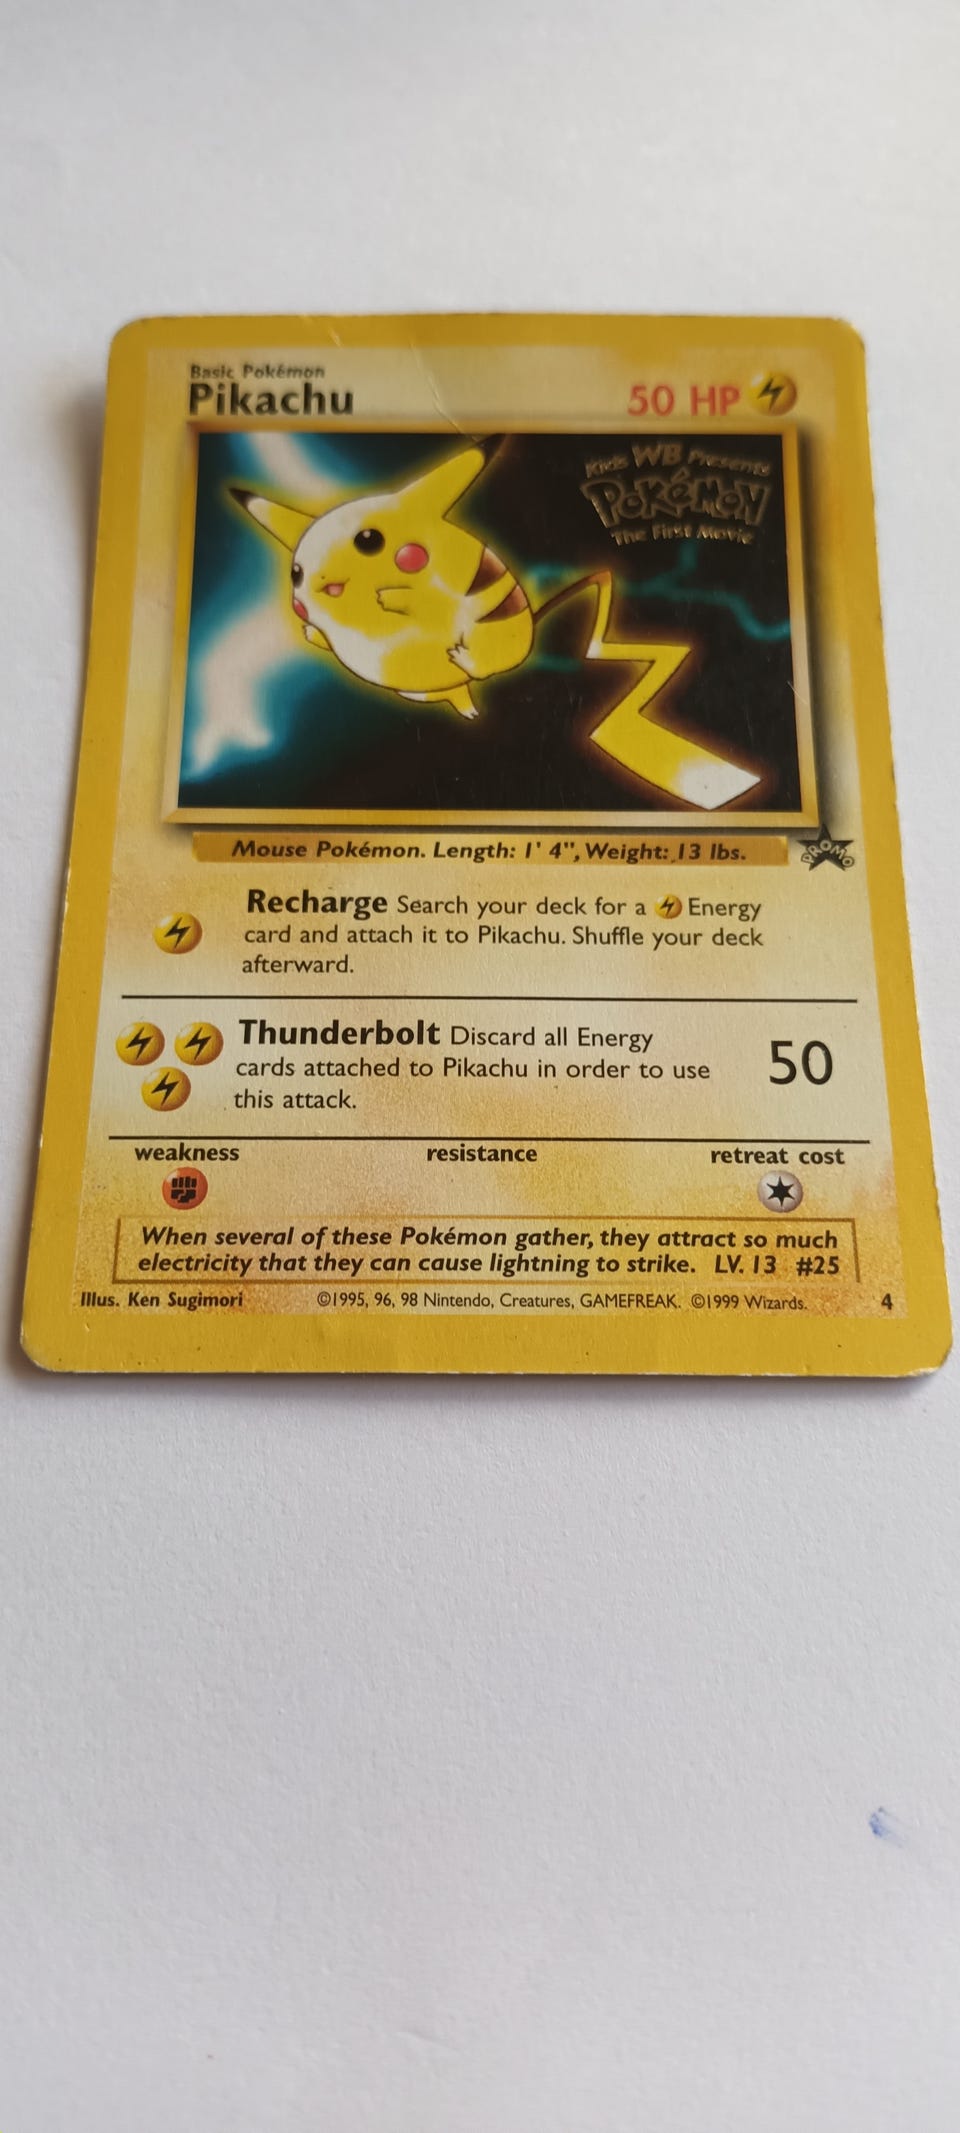 Basic Pokémon
Pikachu
50 HP
Kids WB Presents
POKéMON
The First Movie
Mouse Pokémon. Length: 1' 4", Weight: 13 lbs.
PROMO
Recharge Search your deck for a Energy
card and attach it to Pikachu. Shuffle your deck
afterward.
Thunderbolt Discard all Energy
cards attached to Pikachu in order to use
this attack.
50
weakness resistance retreat cost
When several of these Pokémon gather, they attract so much
electricity that they can cause lightning to strike. LV. 13 #25
Illus. Ken Sugimori ©1995, 96, 98 Nintendo, Creatures, GAMEFREAK. ©1999 Wizards. 4